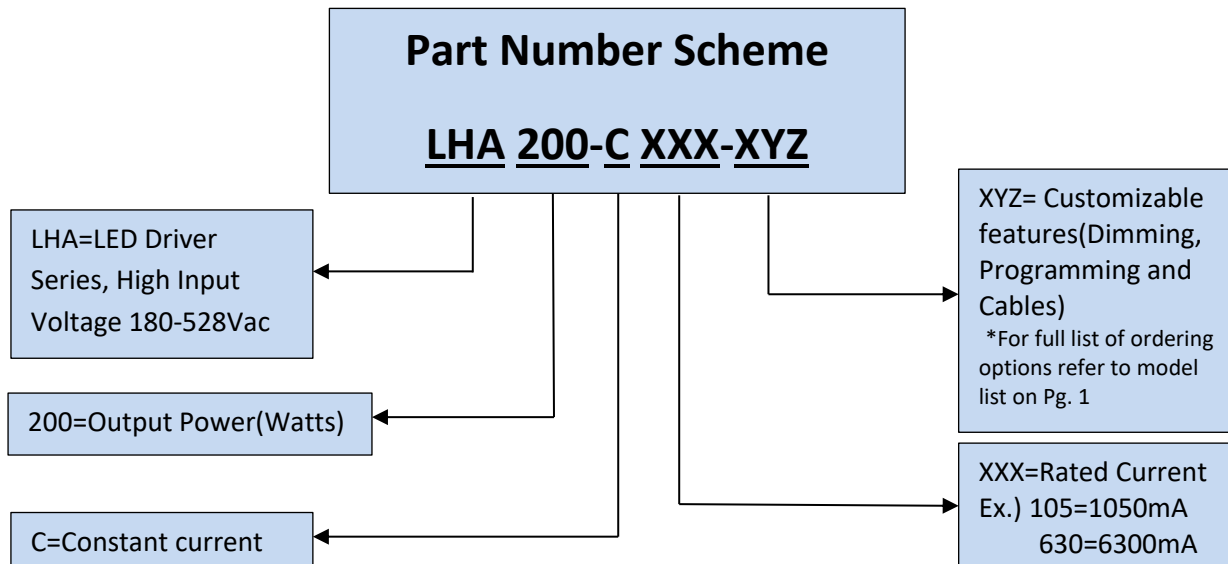 Part Number Scheme
LHA 200-C XXX-XYZ
LHA=LED Driver
Series, High Input
Voltage 180-528Vac
200=Output Power(Watts)
C=Constant current
XYZ= Customizable
features(Dimming,
Programming and
Cables)
*For full list of ordering
options refer to model
list on Pg. 1
XXX=Rated Current
Ex.) 105=1050mA
630=6300mA